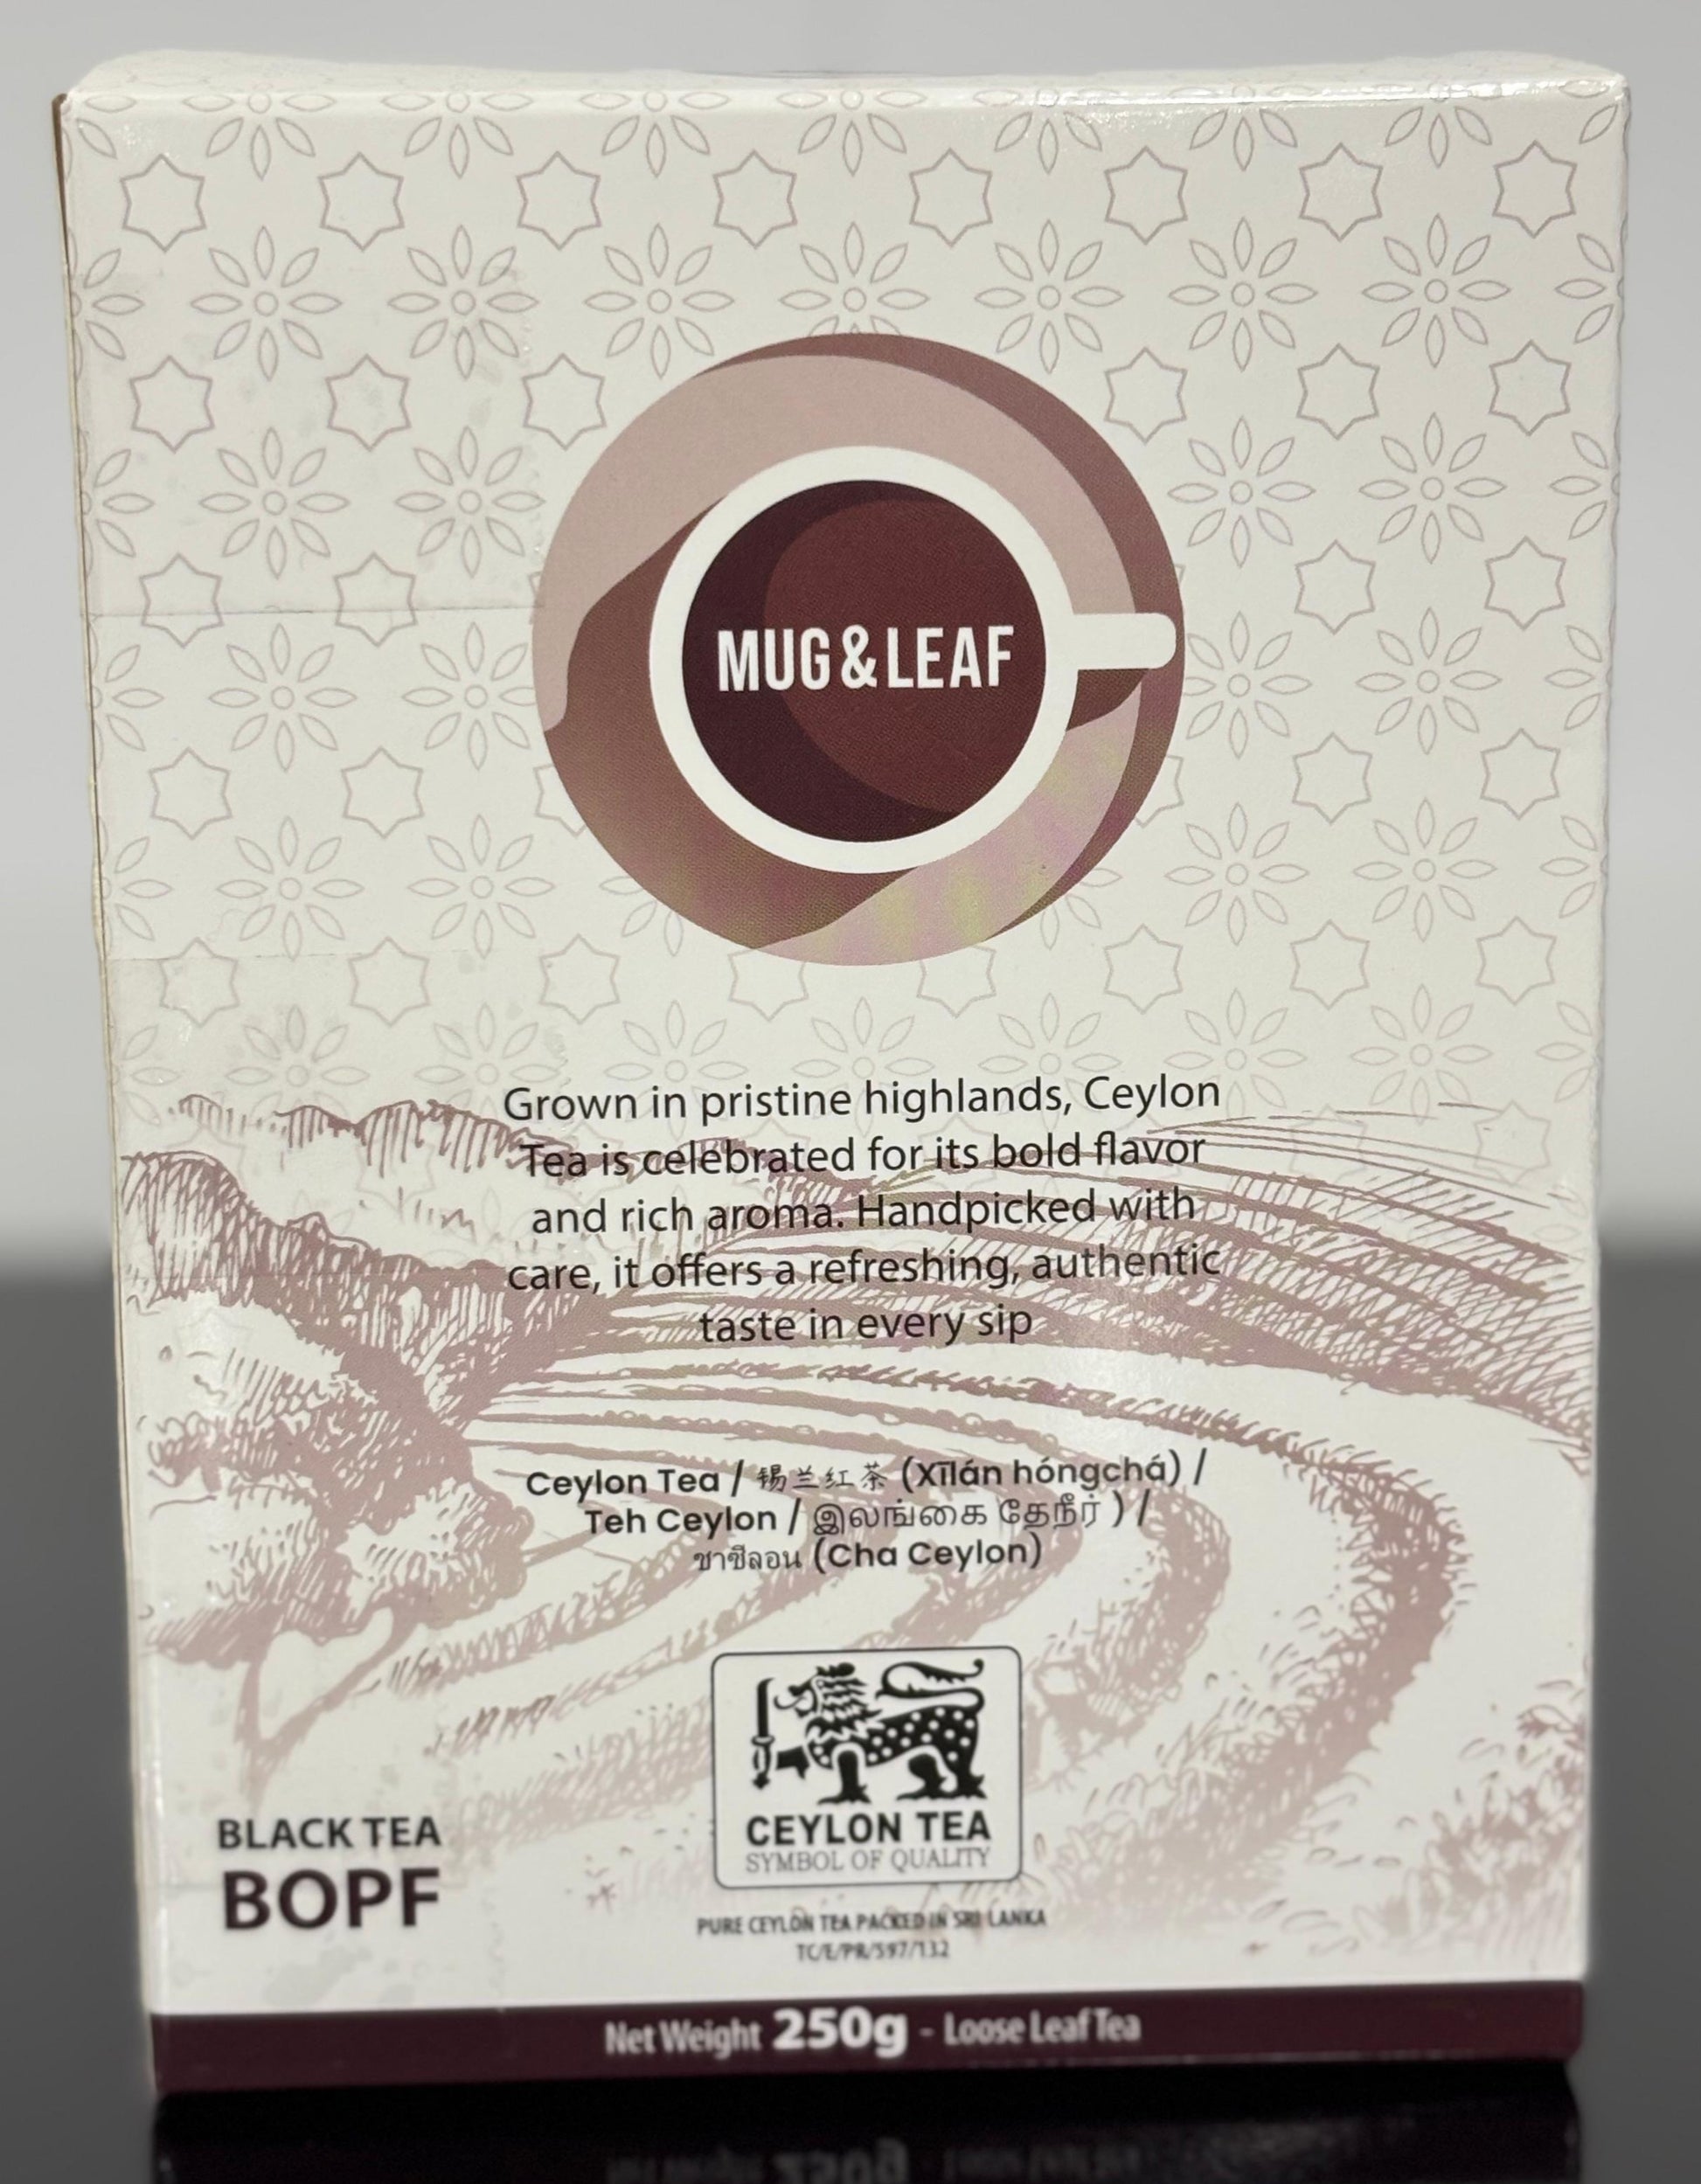 MUG & LEAF
Grown in pristine highlands, Ceylon
Tea is celebrated for its bold flavor
and rich aroma. Handpicked with
care, it offers a refreshing, authentic
taste in every sip
Ceylon Tea / 锡兰红茶 (Xīlán hóngchá) /
Teh Ceylon / இலங்கை தேநீர் ) /
ชาซีลอน (Cha Ceylon)
CEYLON TEA
SYMBOL OF QUALITY
BLACK TEA
BOPF
PURE CEYLON TEA PACKED IN SRI LANKA
TC/E/PR/597/132
Net Weight 250g - Loose Leaf Tea